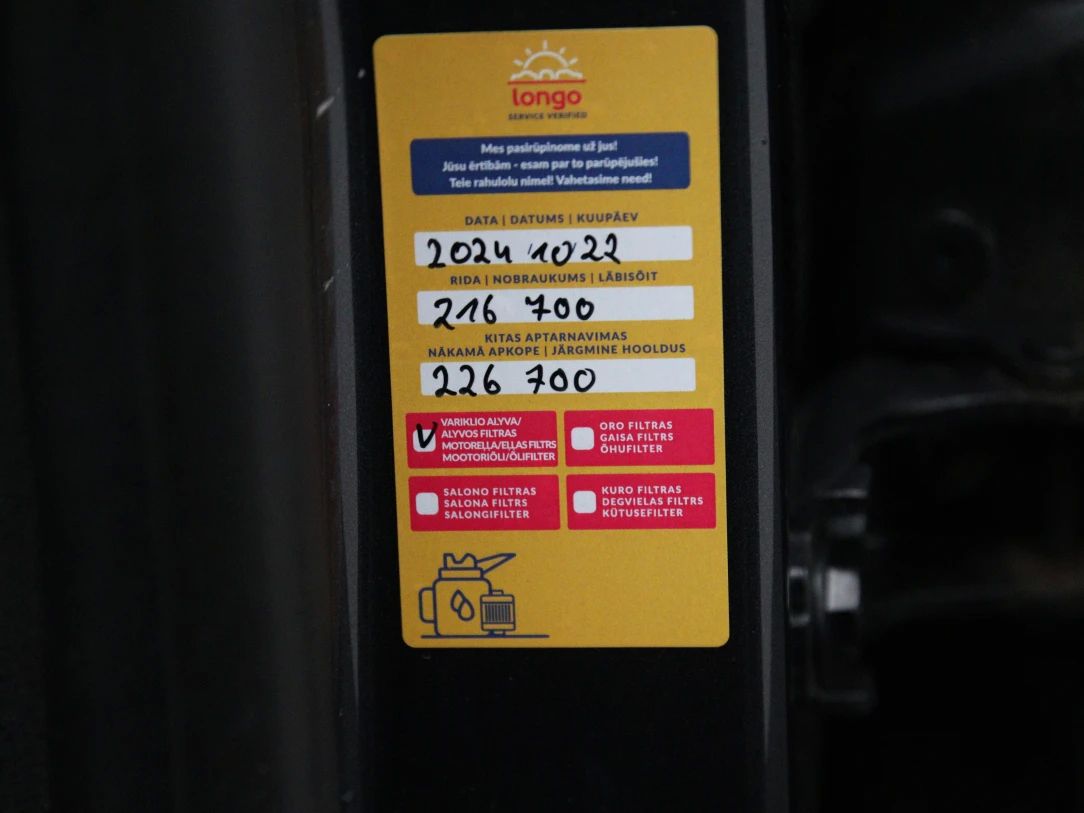 longo
SERVICE VERIFIED
Mes pasirūpinome už jus!
Jūsu ērtībām - esam par to parūpējušies!
Teie rahulolu nimel! Vahetasime need!
DATA | DATUMS | KUUPÄEV
2024 10 22
RIDA | NOBRAUKUMS | LÄBISÕIT
216 700
KITAS APTARNAVIMAS
NĀKAMĀ APKOPE | JÄRGMINE HOOLDUS
226 700
V
VARIKLIO ALYVA/
ALYVOS FILTRAS
MOTOREĻĻA/EĻĻAS FILTRS
MOOTORIÕLI/ÕLIFILTER
ORO FILTRAS
GAISA FILTRS
ÕHUFILTER
SALONO FILTRAS
SALONA FILTRS
SALONGIFILTER
KURO FILTRAS
DEGVIELAS FILTRS
KÜTUSEFILTER